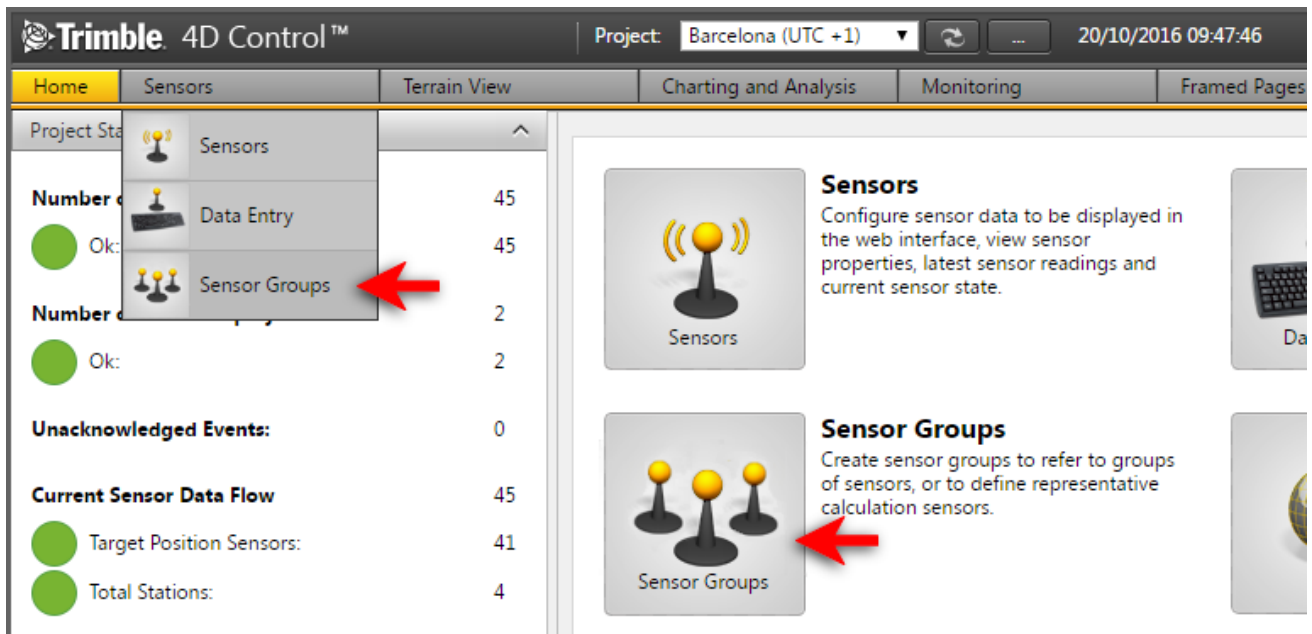 Trimble. 4D Control™
Project: Barcelona (UTC +1) ... 20/10/2016 09:47:46
Home Sensors Terrain View Charting and Analysis Monitoring Framed Pages
Project Sta
Sensors
Data Entry
Sensor Groups
Number 45
Ok: 45
Number 2
Ok: 2
Unacknowledged Events: 0
Current Sensor Data Flow 45
Target Position Sensors: 41
Total Stations: 4
Sensors
Sensors
Configure sensor data to be displayed in
the web interface, view sensor
properties, latest sensor readings and
current sensor state.
Da
Sensor Groups
Sensor Groups
Create sensor groups to refer to groups
of sensors, or to define representative
calculation sensors.